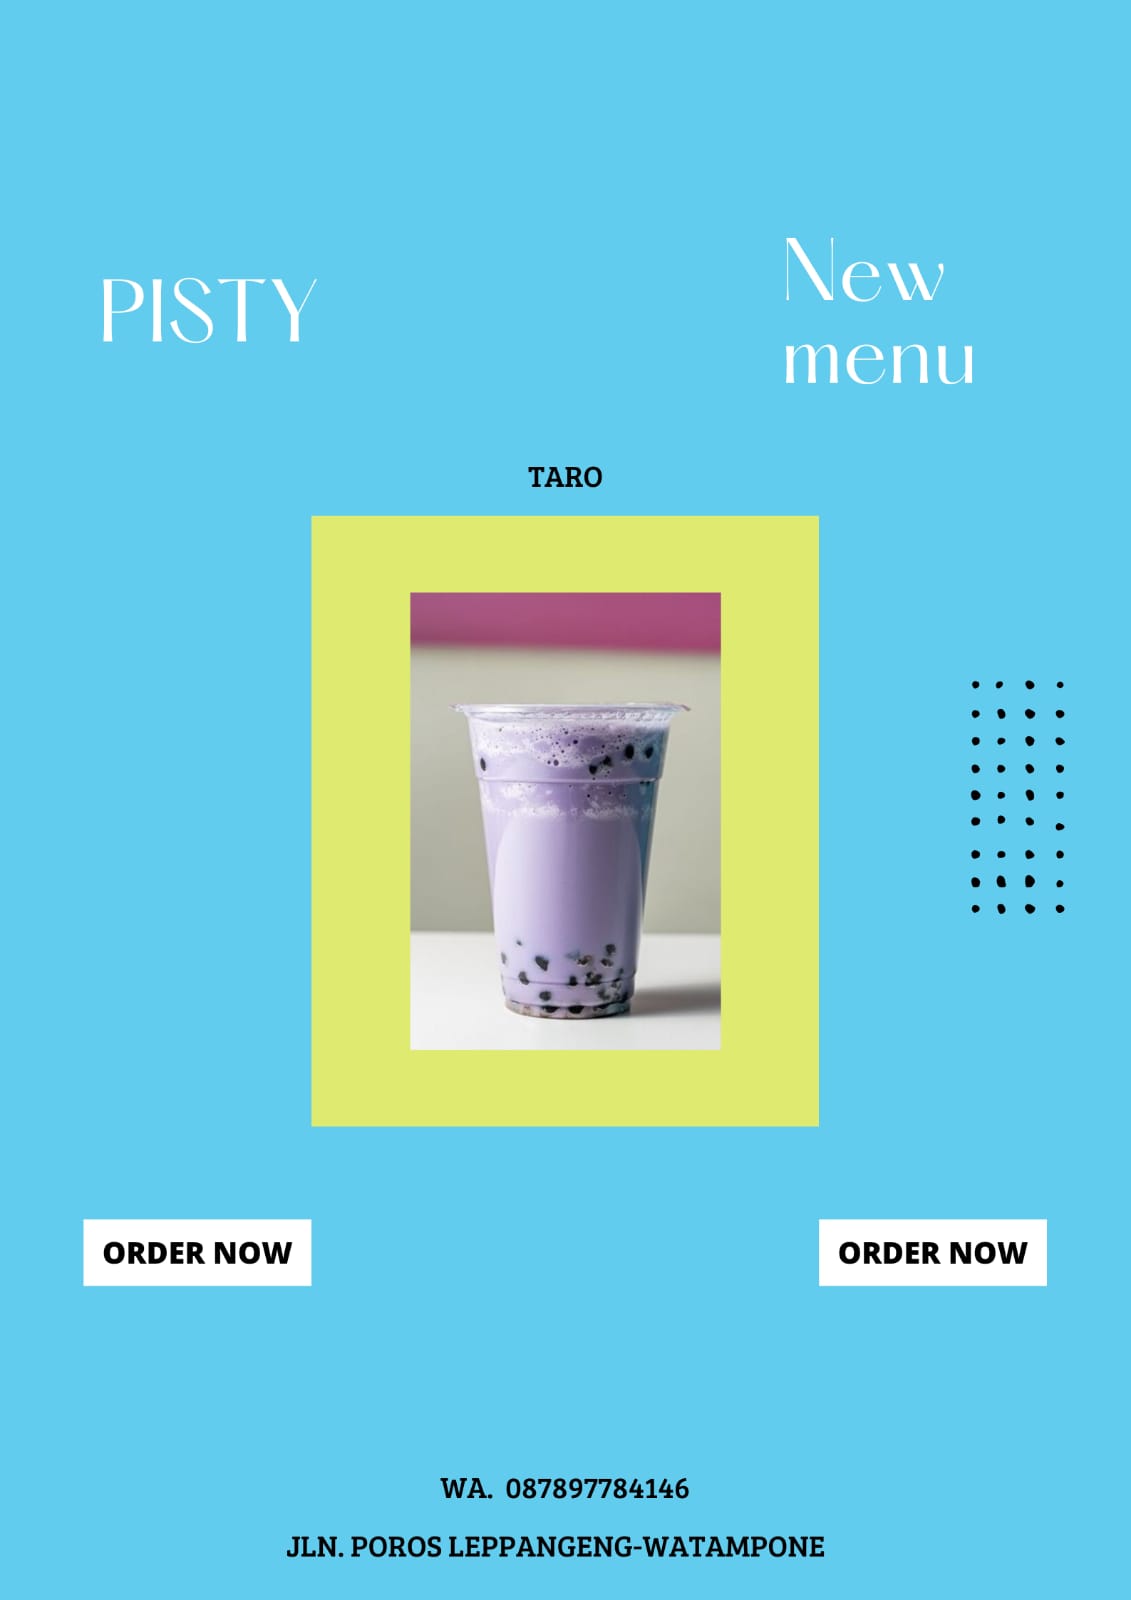 PISTY
New
menu
TARO
ORDER NOW
ORDER NOW
WA. 087897784146
JLN. POROS LEPPANGENG-WATAMPONE